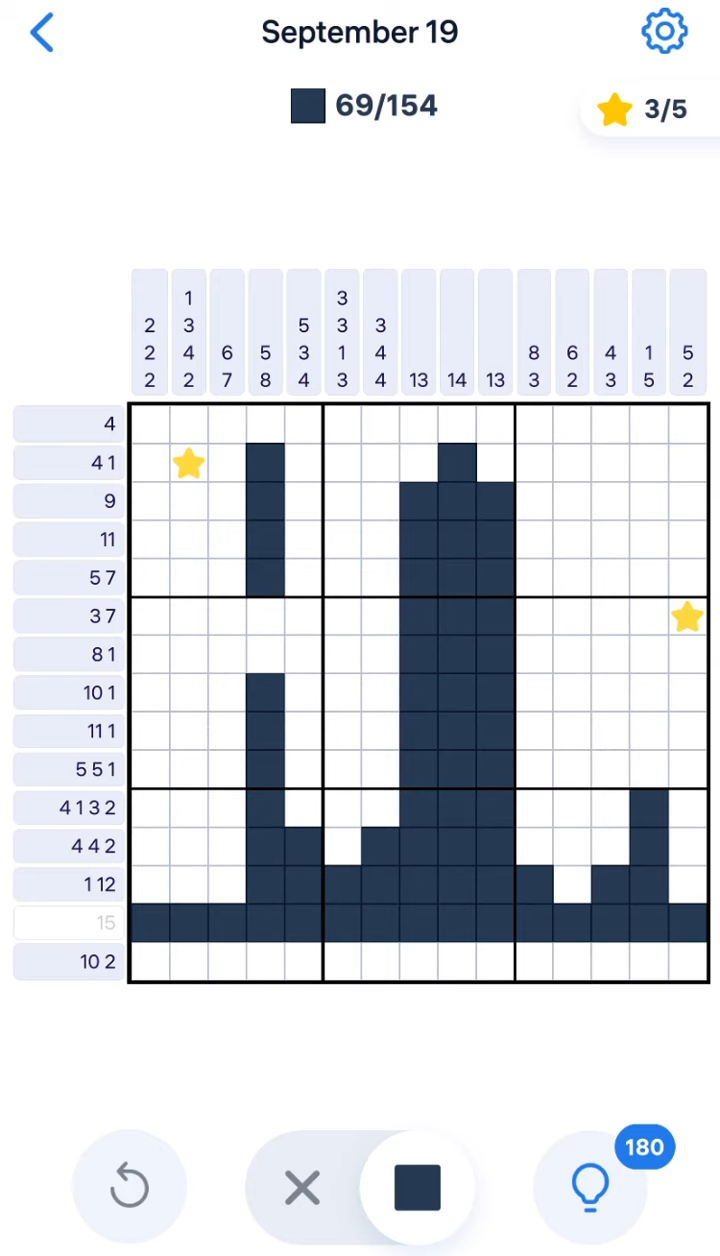 September 19
69/154
3/5
1 3
2 1 3 5 3 3
2 4 6 5 3 1 4 8 6 4 1 5
2 2 7 8 4 3 4 13 14 13 3 2 3 5 2
4
4 1
9
11
5 7
3 7
8 1
10 1
11 1
5 5 1
4 1 3 2
4 4 2
1 12
15
10 2
180